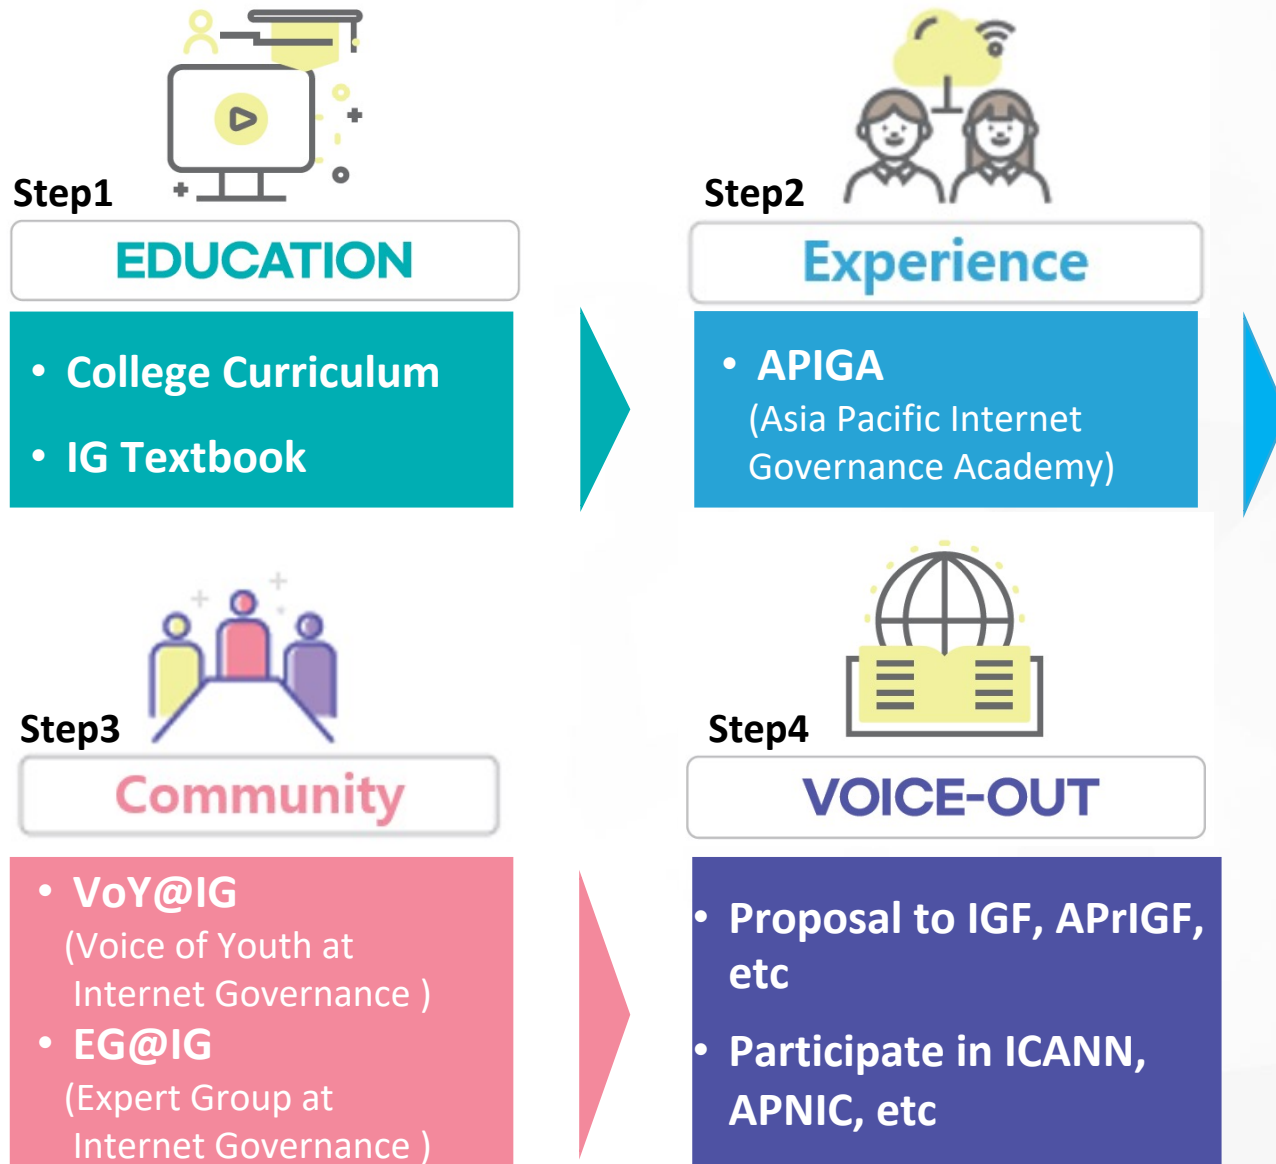 Step1
EDUCATION
• College Curriculum
• IG Textbook
Step2
Experience
• APIGA
(Asia Pacific Internet
Governance Academy)
Step3
Community
• VoY@IG
(Voice of Youth at
Internet Governance )
• EG@IG
(Expert Group at
Internet Governance )
Step4
VOICE-OUT
• Proposal to IGF, APrIGF,
etc
• Participate in ICANN,
APNIC, etc